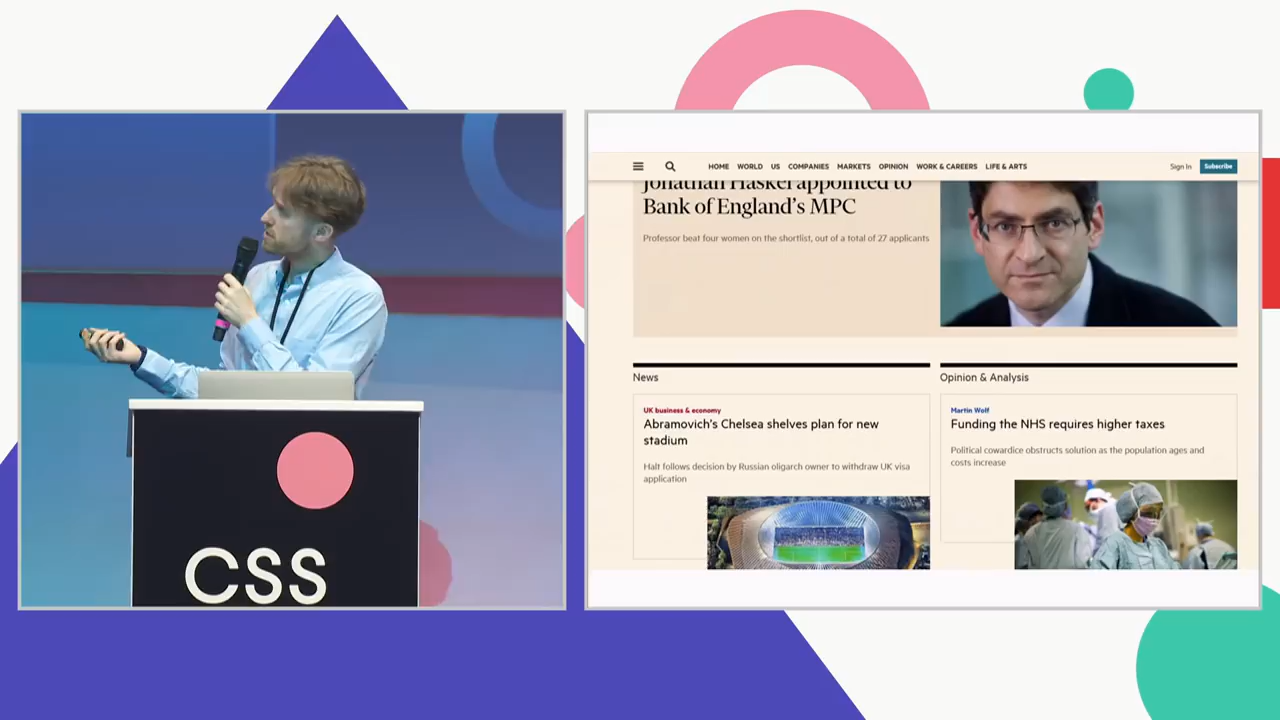 HOME WORLD US COMPANIES MARKETS OPINION WORK & CAREERS LIFE & ARTS Sign In Subscribe
Jonathan Haskel appointed to
Bank of England's MPC
Professor beat four women on the shortlist, out of a total of 27 applicants
News
UK business & economy
Abramovich's Chelsea shelves plan for new
stadium
Halt follows decision by Russian oligarch owner to withdraw UK visa
application
Opinion & Analysis
Martin Wolf
Funding the NHS requires higher taxes
Political cowardice obstructs solution as the population ages and
costs increase
CSS